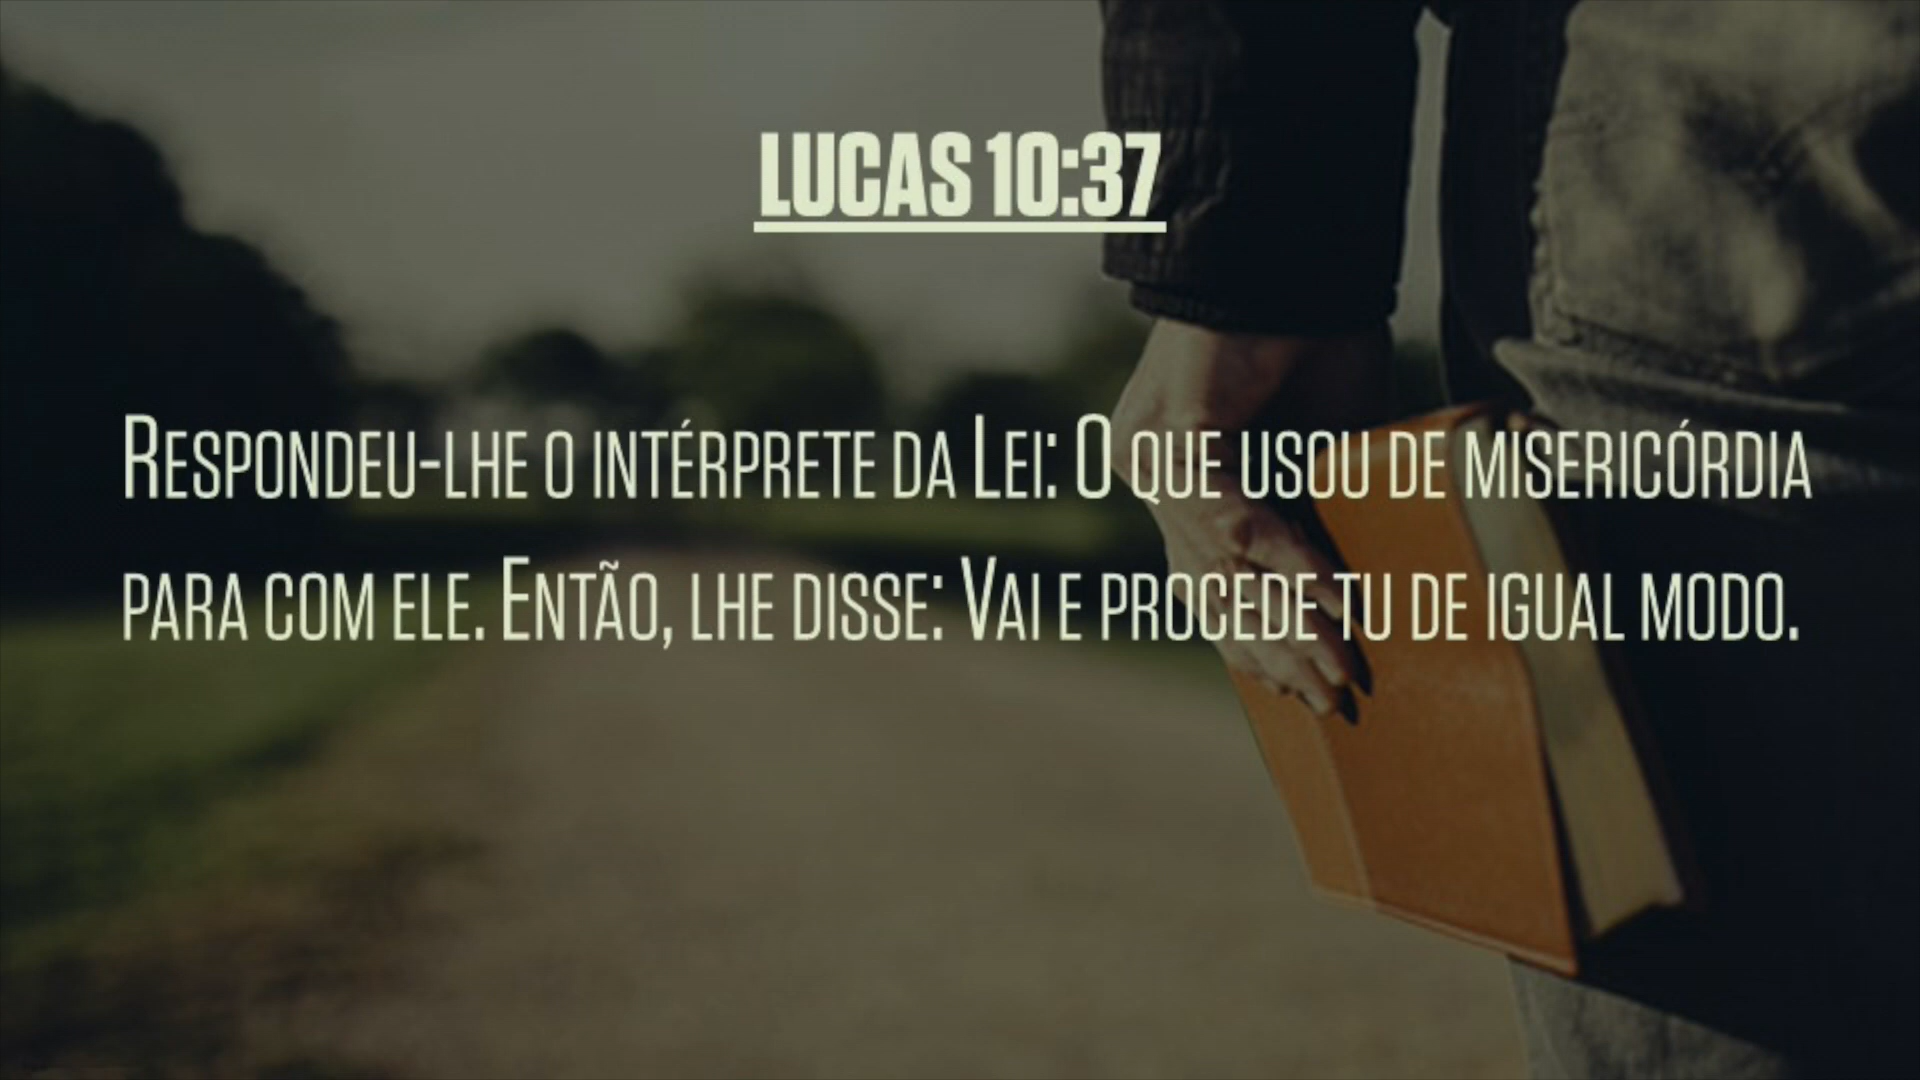 LUCAS 10:37
Respondeu-lhe o intérprete da Lei: O que usou de misericórdia
para com ele. Então, lhe disse: Vai e procede tu de igual modo.